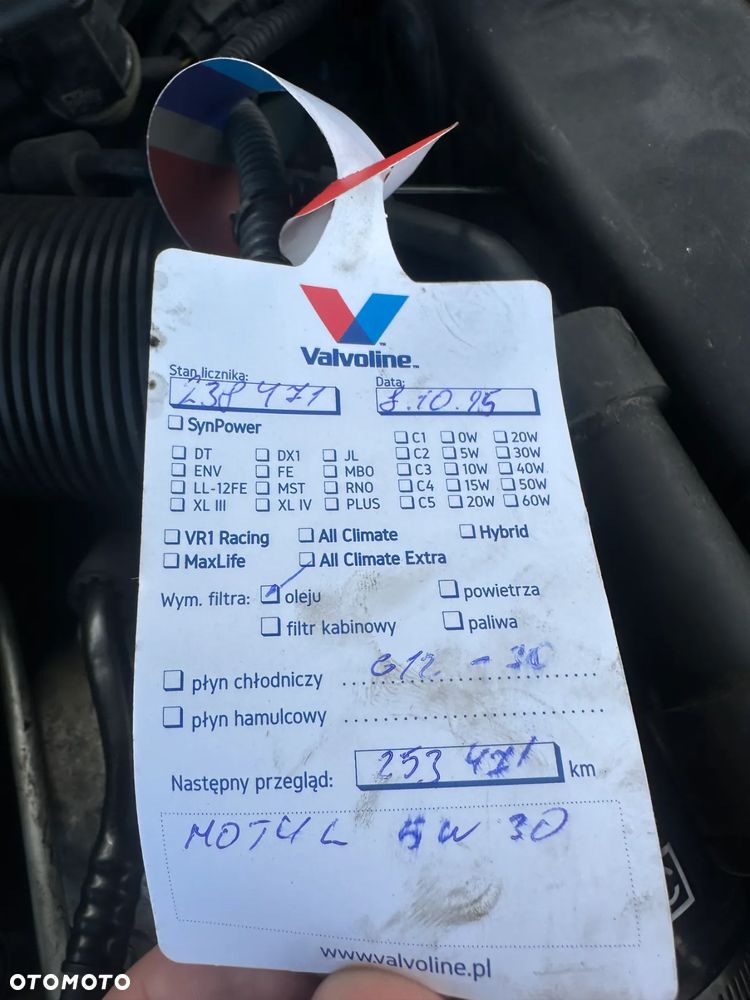 Valvoline™
Stan licznika: Data:
238 471 8.10.25
SynPower
DT DX1 JL C1 0W 20W
ENV FE MBO C2 5W 30W
LL-12FE MST RNO C3 10W 40W
XL III XL IV PLUS C4 15W 50W
C5 20W 60W
VR1 Racing All Climate Hybrid
MaxLife All Climate Extra
Wym. filtra: oleju powietrza
filtr kabinowy paliwa
płyn chłodniczy G12. -30
płyn hamulcowy
Następny przegląd: 253 471 km
MOTYL 5W 30
www.valvoline.pl
OTOMOTO